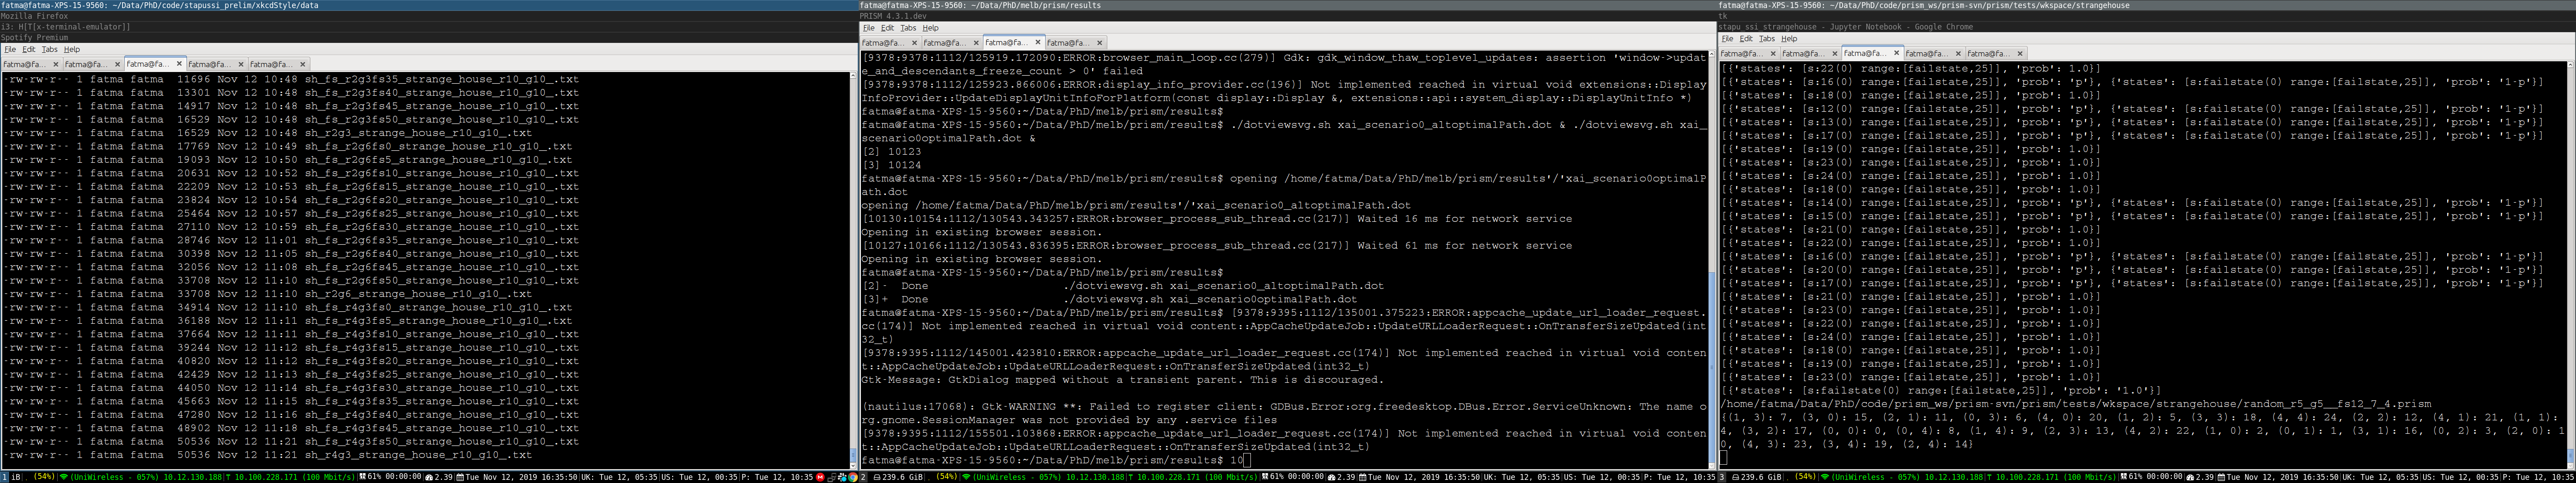 fatma@fatma-XPS-15-9560: ~/Data/PhD/code/stapussi_prelim/xkcdStyle/data
Mozilla Firefox
i3: H[T[x-terminal-emulator]]
Spotify Premium
File Edit Tabs Help
fatma@fa... × fatma@fa... × fatma@fa... × fatma@fa... × fatma@fa... ×
-rw-rw-r-- 1 fatma fatma 11696 Nov 12 10:48 sh_fs_r2g3fs35_strange_house_r10_g10_.txt
-rw-rw-r-- 1 fatma fatma 13301 Nov 12 10:48 sh_fs_r2g3fs40_strange_house_r10_g10_.txt
-rw-rw-r-- 1 fatma fatma 14917 Nov 12 10:48 sh_fs_r2g3fs45_strange_house_r10_g10_.txt
-rw-rw-r-- 1 fatma fatma 16529 Nov 12 10:48 sh_fs_r2g3fs50_strange_house_r10_g10_.txt
-rw-rw-r-- 1 fatma fatma 16529 Nov 12 10:48 sh_r2g3_strange_house_r10_g10_.txt
-rw-rw-r-- 1 fatma fatma 17769 Nov 12 10:49 sh_fs_r2g6fs0_strange_house_r10_g10_.txt
-rw-rw-r-- 1 fatma fatma 19093 Nov 12 10:50 sh_fs_r2g6fs5_strange_house_r10_g10_.txt
-rw-rw-r-- 1 fatma fatma 20631 Nov 12 10:52 sh_fs_r2g6fs10_strange_house_r10_g10_.txt
-rw-rw-r-- 1 fatma fatma 22209 Nov 12 10:53 sh_fs_r2g6fs15_strange_house_r10_g10_.txt
-rw-rw-r-- 1 fatma fatma 23824 Nov 12 10:54 sh_fs_r2g6fs20_strange_house_r10_g10_.txt
-rw-rw-r-- 1 fatma fatma 25464 Nov 12 10:57 sh_fs_r2g6fs25_strange_house_r10_g10_.txt
-rw-rw-r-- 1 fatma fatma 27110 Nov 12 10:59 sh_fs_r2g6fs30_strange_house_r10_g10_.txt
-rw-rw-r-- 1 fatma fatma 28746 Nov 12 11:01 sh_fs_r2g6fs35_strange_house_r10_g10_.txt
-rw-rw-r-- 1 fatma fatma 30398 Nov 12 11:05 sh_fs_r2g6fs40_strange_house_r10_g10_.txt
-rw-rw-r-- 1 fatma fatma 32056 Nov 12 11:08 sh_fs_r2g6fs45_strange_house_r10_g10_.txt
-rw-rw-r-- 1 fatma fatma 33708 Nov 12 11:10 sh_fs_r2g6fs50_strange_house_r10_g10_.txt
-rw-rw-r-- 1 fatma fatma 33708 Nov 12 11:10 sh_r2g6_strange_house_r10_g10_.txt
-rw-rw-r-- 1 fatma fatma 34914 Nov 12 11:10 sh_fs_r4g3fs0_strange_house_r10_g10_.txt
-rw-rw-r-- 1 fatma fatma 36188 Nov 12 11:11 sh_fs_r4g3fs5_strange_house_r10_g10_.txt
-rw-rw-r-- 1 fatma fatma 37664 Nov 12 11:11 sh_fs_r4g3fs10_strange_house_r10_g10_.txt
-rw-rw-r-- 1 fatma fatma 39244 Nov 12 11:12 sh_fs_r4g3fs15_strange_house_r10_g10_.txt
-rw-rw-r-- 1 fatma fatma 40820 Nov 12 11:12 sh_fs_r4g3fs20_strange_house_r10_g10_.txt
-rw-rw-r-- 1 fatma fatma 42429 Nov 12 11:13 sh_fs_r4g3fs25_strange_house_r10_g10_.txt
-rw-rw-r-- 1 fatma fatma 44050 Nov 12 11:14 sh_fs_r4g3fs30_strange_house_r10_g10_.txt
-rw-rw-r-- 1 fatma fatma 45663 Nov 12 11:15 sh_fs_r4g3fs35_strange_house_r10_g10_.txt
-rw-rw-r-- 1 fatma fatma 47280 Nov 12 11:16 sh_fs_r4g3fs40_strange_house_r10_g10_.txt
-rw-rw-r-- 1 fatma fatma 48902 Nov 12 11:18 sh_fs_r4g3fs45_strange_house_r10_g10_.txt
-rw-rw-r-- 1 fatma fatma 50536 Nov 12 11:21 sh_fs_r4g3fs50_strange_house_r10_g10_.txt
-rw-rw-r-- 1 fatma fatma 50536 Nov 12 11:21 sh_r4g3_strange_house_r10_g10_.txt
1 iB| (54%) (UniWireless - 057%) 10.12.130.188|T 10.100.228.171 (100 Mbit/s)| 61% 00:00:00 2.39| Tue Nov 12, 2019 16:35:50|UK: Tue 12, 05:35|US: Tue 12, 00:35|P: Tue 12, 10:35
fatma@fatma-XPS-15-9560: ~/Data/PhD/melb/prism/results
PRISM 4.3.1.dev
File Edit Tabs Help
fatma@fa... × fatma@fa... × fatma@fa... × fatma@fa... ×
[9378:9378:1112/125919.172090:ERROR:browser_main_loop.cc(279)] Gdk: gdk_window_thaw_toplevel_updates: assertion 'window->updat
e_and_descendants_freeze_count > 0' failed
[9378:9378:1112/125923.866006:ERROR:display_info_provider.cc(196)] Not implemented reached in virtual void extensions::Display
InfoProvider::UpdateDisplayUnitInfoForPlatform(const display::Display &, extensions::api::system_display::DisplayUnitInfo *)
fatma@fatma-XPS-15-9560:~/Data/PhD/melb/prism/results$
fatma@fatma-XPS-15-9560:~/Data/PhD/melb/prism/results$ ./dotviewsvg.sh xai_scenario0_altoptimalPath.dot & ./dotviewsvg.sh xai_
scenario0optimalPath.dot &
[2] 10123
[3] 10124
fatma@fatma-XPS-15-9560:~/Data/PhD/melb/prism/results$ opening /home/fatma/Data/PhD/melb/prism/results'/'xai_scenario0optimalP
ath.dot
opening /home/fatma/Data/PhD/melb/prism/results'/'xai_scenario0_altoptimalPath.dot
[10130:10154:1112/130543.343257:ERROR:browser_process_sub_thread.cc(217)] Waited 16 ms for network service
Opening in existing browser session.
[10127:10166:1112/130543.836395:ERROR:browser_process_sub_thread.cc(217)] Waited 61 ms for network service
Opening in existing browser session.
fatma@fatma-XPS-15-9560:~/Data/PhD/melb/prism/results$
[2]- Done ./dotviewsvg.sh xai_scenario0_altoptimalPath.dot
[3]+ Done ./dotviewsvg.sh xai_scenario0optimalPath.dot
fatma@fatma-XPS-15-9560:~/Data/PhD/melb/prism/results$ [9378:9395:1112/135001.375223:ERROR:appcache_update_url_loader_request.
cc(174)] Not implemented reached in virtual void content::AppCacheUpdateJob::UpdateURLLoaderRequest::OnTransferSizeUpdated(int
32_t)
[9378:9395:1112/145001.423810:ERROR:appcache_update_url_loader_request.cc(174)] Not implemented reached in virtual void conten
t::AppCacheUpdateJob::UpdateURLLoaderRequest::OnTransferSizeUpdated(int32_t)
Gtk-Message: GtkDialog mapped without a transient parent. This is discouraged.
(nautilus:17068): Gtk-WARNING **: Failed to register client: GDBus.Error:org.freedesktop.DBus.Error.ServiceUnknown: The name o
rg.gnome.SessionManager was not provided by any .service files
[9378:9395:1112/155501.103868:ERROR:appcache_update_url_loader_request.cc(174)] Not implemented reached in virtual void conten
t::AppCacheUpdateJob::UpdateURLLoaderRequest::OnTransferSizeUpdated(int32_t)
fatma@fatma-XPS-15-9560:~/Data/PhD/melb/prism/results$ 10
2 239.6 GiB| (54%) (UniWireless - 057%) 10.12.130.188|T 10.100.228.171 (100 Mbit/s)| 61% 00:00:00 2.39| Tue Nov 12, 2019 16:35:50|UK: Tue 12, 05:35|US: Tue 12, 00:35|P: Tue 12, 10:35
fatma@fatma-XPS-15-9560: ~/Data/PhD/code/prism_ws/prism-svn/prism/tests/wkspace/strangehouse
tk
stapu_ssi_strangehouse - Jupyter Notebook - Google Chrome
File Edit Tabs Help
fatma@fa... × fatma@fa... × fatma@fa... × fatma@fa... × fatma@fa... ×
[{'states': [s:22(0) range:[failstate,25]], 'prob': 1.0}]
[{'states': [s:16(0) range:[failstate,25]], 'prob': 'p'}, {'states': [s:failstate(0) range:[failstate,25]], 'prob': '1-p'}]
[{'states': [s:18(0) range:[failstate,25]], 'prob': 1.0}]
[{'states': [s:12(0) range:[failstate,25]], 'prob': 'p'}, {'states': [s:failstate(0) range:[failstate,25]], 'prob': '1-p'}]
[{'states': [s:13(0) range:[failstate,25]], 'prob': 'p'}, {'states': [s:failstate(0) range:[failstate,25]], 'prob': '1-p'}]
[{'states': [s:17(0) range:[failstate,25]], 'prob': 'p'}, {'states': [s:failstate(0) range:[failstate,25]], 'prob': '1-p'}]
[{'states': [s:19(0) range:[failstate,25]], 'prob': 1.0}]
[{'states': [s:23(0) range:[failstate,25]], 'prob': 1.0}]
[{'states': [s:24(0) range:[failstate,25]], 'prob': 1.0}]
[{'states': [s:18(0) range:[failstate,25]], 'prob': 1.0}]
[{'states': [s:14(0) range:[failstate,25]], 'prob': 'p'}, {'states': [s:failstate(0) range:[failstate,25]], 'prob': '1-p'}]
[{'states': [s:15(0) range:[failstate,25]], 'prob': 'p'}, {'states': [s:failstate(0) range:[failstate,25]], 'prob': '1-p'}]
[{'states': [s:21(0) range:[failstate,25]], 'prob': 1.0}]
[{'states': [s:22(0) range:[failstate,25]], 'prob': 1.0}]
[{'states': [s:16(0) range:[failstate,25]], 'prob': 'p'}, {'states': [s:failstate(0) range:[failstate,25]], 'prob': '1-p'}]
[{'states': [s:20(0) range:[failstate,25]], 'prob': 'p'}, {'states': [s:failstate(0) range:[failstate,25]], 'prob': '1-p'}]
[{'states': [s:17(0) range:[failstate,25]], 'prob': 'p'}, {'states': [s:failstate(0) range:[failstate,25]], 'prob': '1-p'}]
[{'states': [s:21(0) range:[failstate,25]], 'prob': 1.0}]
[{'states': [s:23(0) range:[failstate,25]], 'prob': 1.0}]
[{'states': [s:22(0) range:[failstate,25]], 'prob': 1.0}]
[{'states': [s:24(0) range:[failstate,25]], 'prob': 1.0}]
[{'states': [s:18(0) range:[failstate,25]], 'prob': 1.0}]
[{'states': [s:19(0) range:[failstate,25]], 'prob': 1.0}]
[{'states': [s:23(0) range:[failstate,25]], 'prob': 1.0}]
[{'states': [s:failstate(0) range:[failstate,25]], 'prob': '1.0'}]
/home/fatma/Data/PhD/code/prism_ws/prism-svn/prism/tests/wkspace/strangehouse/random_r5_g5__fs12_7_4.prism
{(1, 3): 7, (3, 0): 15, (2, 1): 11, (0, 3): 6, (4, 0): 20, (1, 2): 5, (3, 3): 18, (4, 4): 24, (2, 2): 12, (4, 1): 21, (1, 1):
4, (3, 2): 17, (0, 0): 0, (0, 4): 8, (1, 4): 9, (2, 3): 13, (4, 2): 22, (1, 0): 2, (0, 1): 1, (3, 1): 16, (0, 2): 3, (2, 0): 1
0, (4, 3): 23, (3, 4): 19, (2, 4): 14}
3 239.6 GiB| (54%) (UniWireless - 057%) 10.12.130.188|T 10.100.228.171 (100 Mbit/s)| 61% 00:00:00 2.39| Tue Nov 12, 2019 16:35:50|UK: Tue 12, 05:35|US: Tue 12, 00:35|P: Tue 12, 10:35